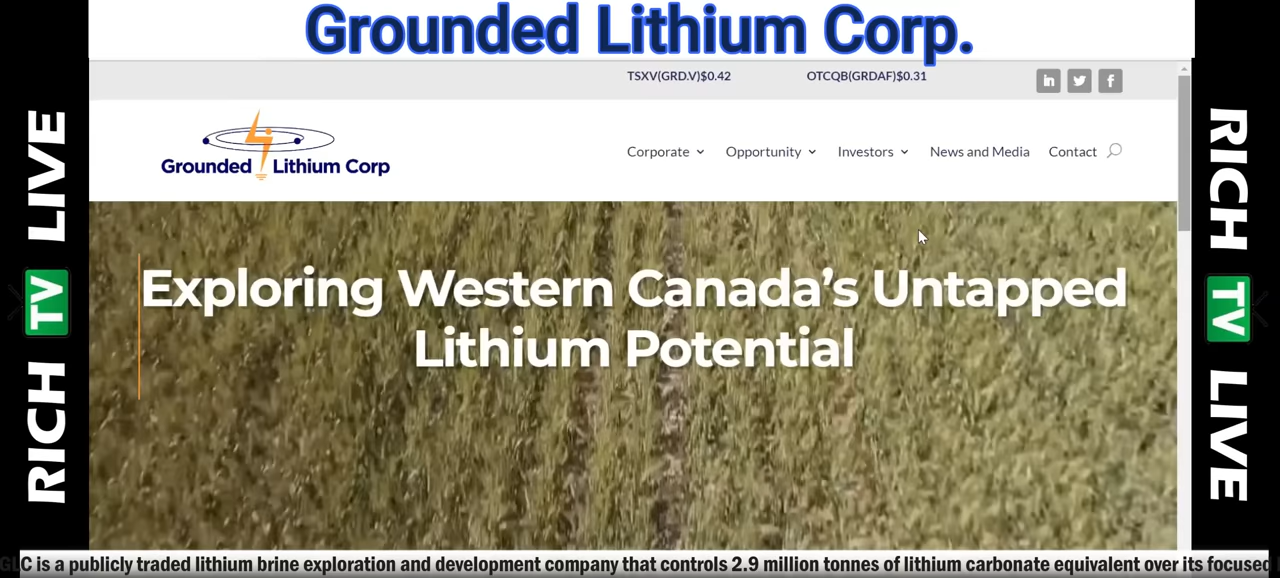 Grounded Lithium Corp.
TSXV(GRD.V)$0.42 OTCQB(GRDAF)$0.31
Grounded Lithium Corp
Corporate Opportunity Investors News and Media Contact
Exploring Western Canada's Untapped
Lithium Potential
RICH TV LIVE
RICH TV LIVE
GLC is a publicly traded lithium brine exploration and development company that controls 2.9 million tonnes of lithium carbonate equivalent over its focused